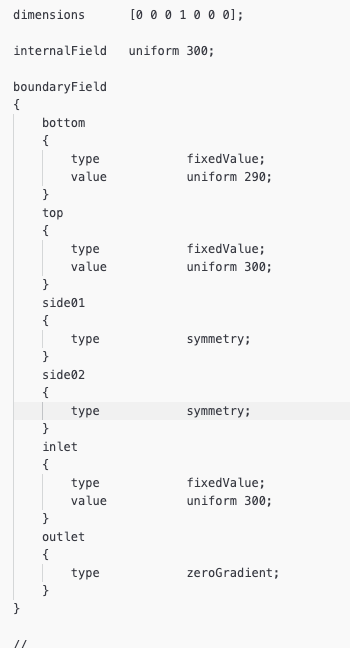 dimensions      [0 0 0 1 0 0 0];

internalField   uniform 300;

boundaryField
{
    bottom
    {
        type            fixedValue;
        value           uniform 290;
    }
    top
    {
        type            fixedValue;
        value           uniform 300;
    }
    side01
    {
        type            symmetry;
    }
    side02
    {
        type            symmetry;
    }
    inlet
    {
        type            fixedValue;
        value           uniform 300;
    }
    outlet
    {
        type            zeroGradient;
    }
}

//